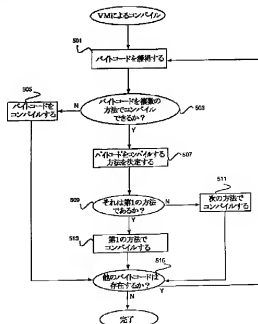 VMによるコンパイル
501
バイトコードを獲得する
505
バイトコードを
コンパイルする
N
バイトコードを複数の
方法でコンパイル
できるか?
503
Y
バイトコードをコンパイルする
方法を決定する
507
509
それは第1の方法
であるか?
N
511
次の方法で
コンパイルする
Y
513
第1の方法で
コンパイルする
515
他のバイトコードは
存在するか?
N
Y
完了